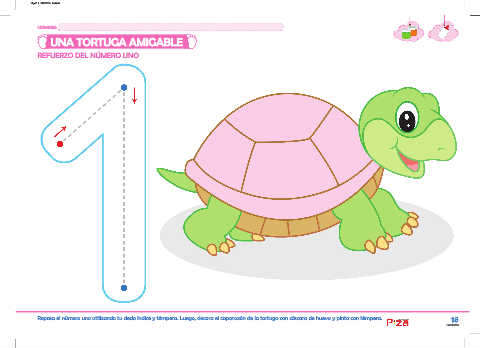 UNA TORTUGA AMIGABLE
REFUERZO DEL NÚMERO UNO
1
Repasa el número uno utilizando tu dedo índice y témpera. Luego, decora el caparazón de la tortuga con cáscara de huevo y pinta con témpera.
18